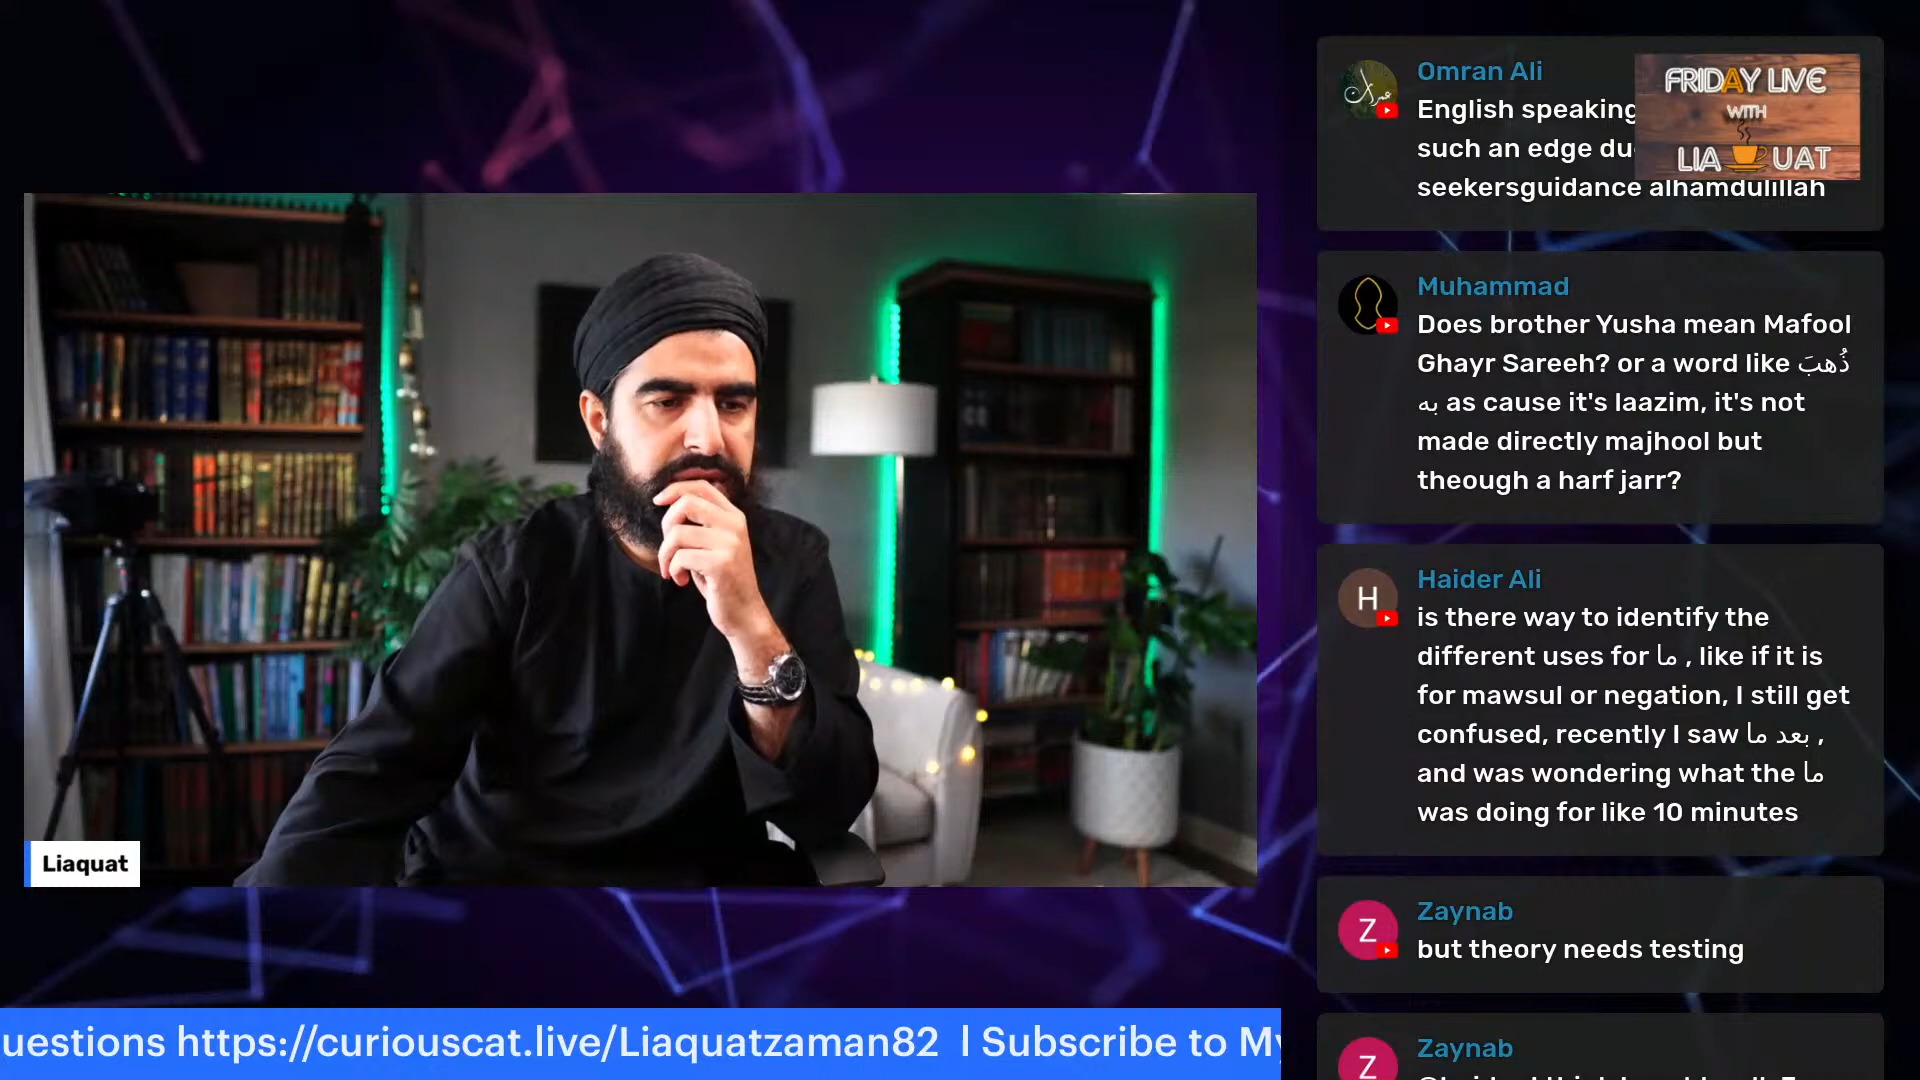 Omran Ali
English speaking
such an edge du
seekersguidance alhamdulillah
FRIDAY LIVE
WITH
LIA UAT
Muhammad
Does brother Yusha mean Mafool
Ghayr Sareeh? or a word like ذُهبَ
به as cause it's laazim, it's not
made directly majhool but
theough a harf jarr?
H
Haider Ali
is there way to identify the
different uses for ما , like if it is
for mawsul or negation, I still get
confused, recently I saw بعد ما ,
and was wondering what the ما
was doing for like 10 minutes
Z
Zaynab
but theory needs testing
Z
Zaynab
Liaquat
uestions https://curiouscat.live/Liaquatzaman82 | Subscribe to My